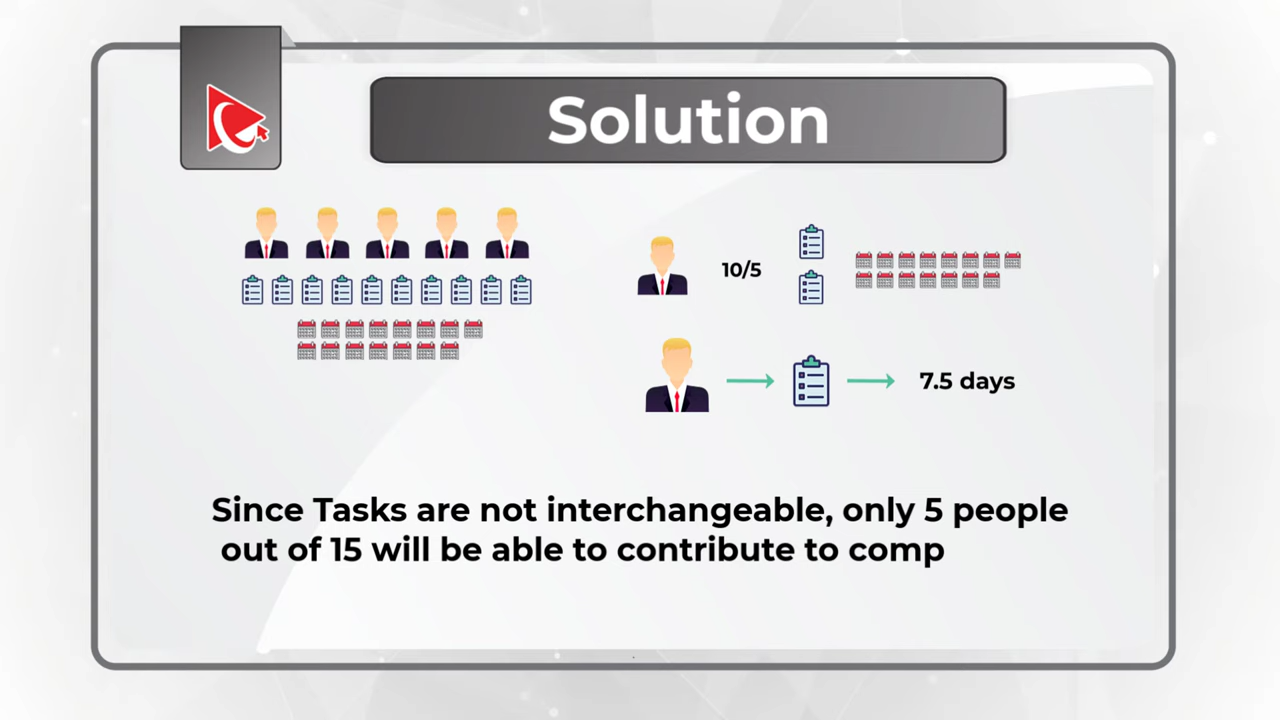 Solution
10/5
7.5 days
Since Tasks are not interchangeable, only 5 people
out of 15 will be able to contribute to comp